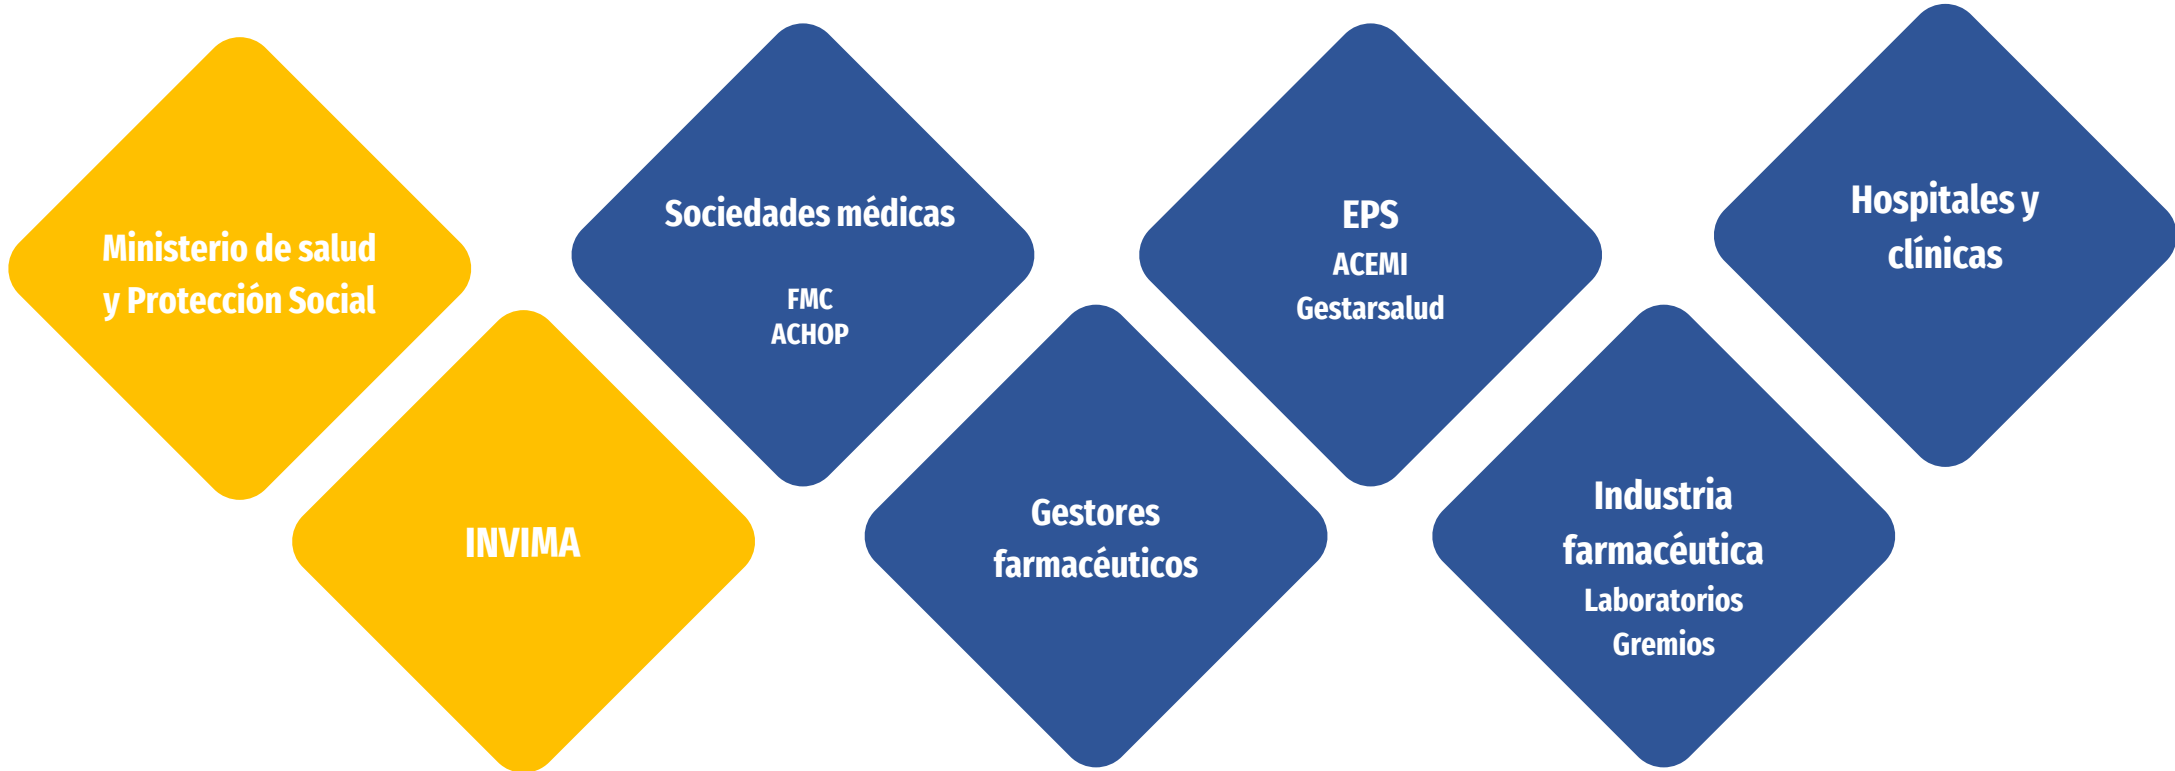 Ministerio de salud
y Protección Social
INVIMA
Sociedades médicas
FMC
ACHOP
Gestores
farmacéuticos
EPS
ACEMI
Gestarsalud
Industria
farmacéutica
Laboratorios
Gremios
Hospitales y
clínicas